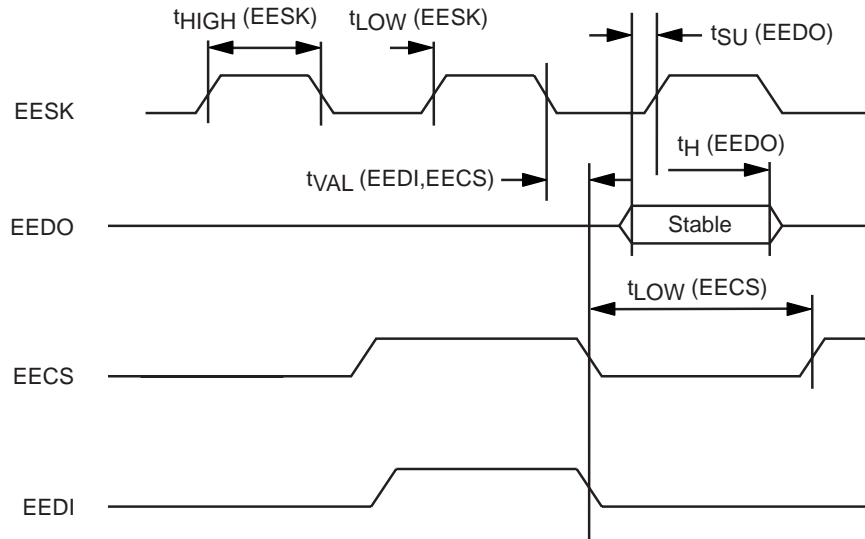 tHIGH (EESK)
tLOW (EESK)
tSU (EEDO)
EESK
tH (EEDO)
tVAL (EEDI,EECS)
EEDO
Stable
tLOW (EECS)
EECS
EEDI